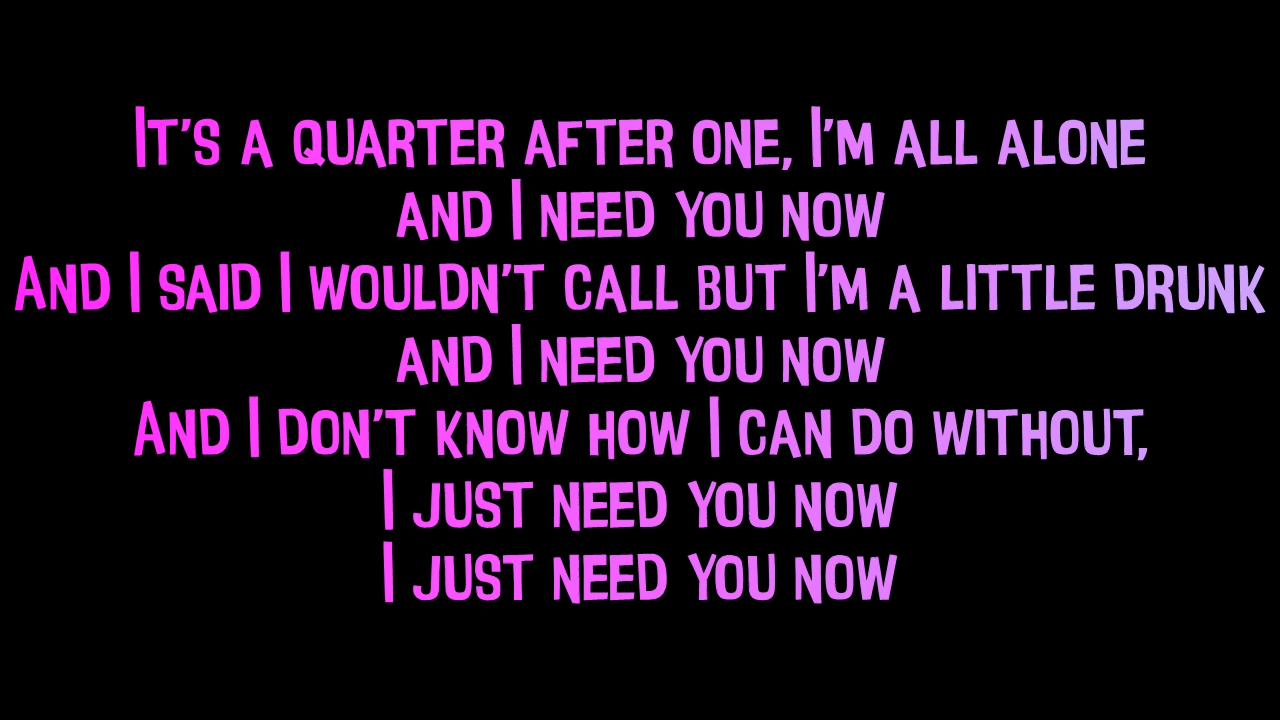 It's a quarter after one, I'm all alone
and I need you now
And I said I wouldn't call but I'm a little drunk
and I need you now
And I don't know how I can do without,
I just need you now
I just need you now